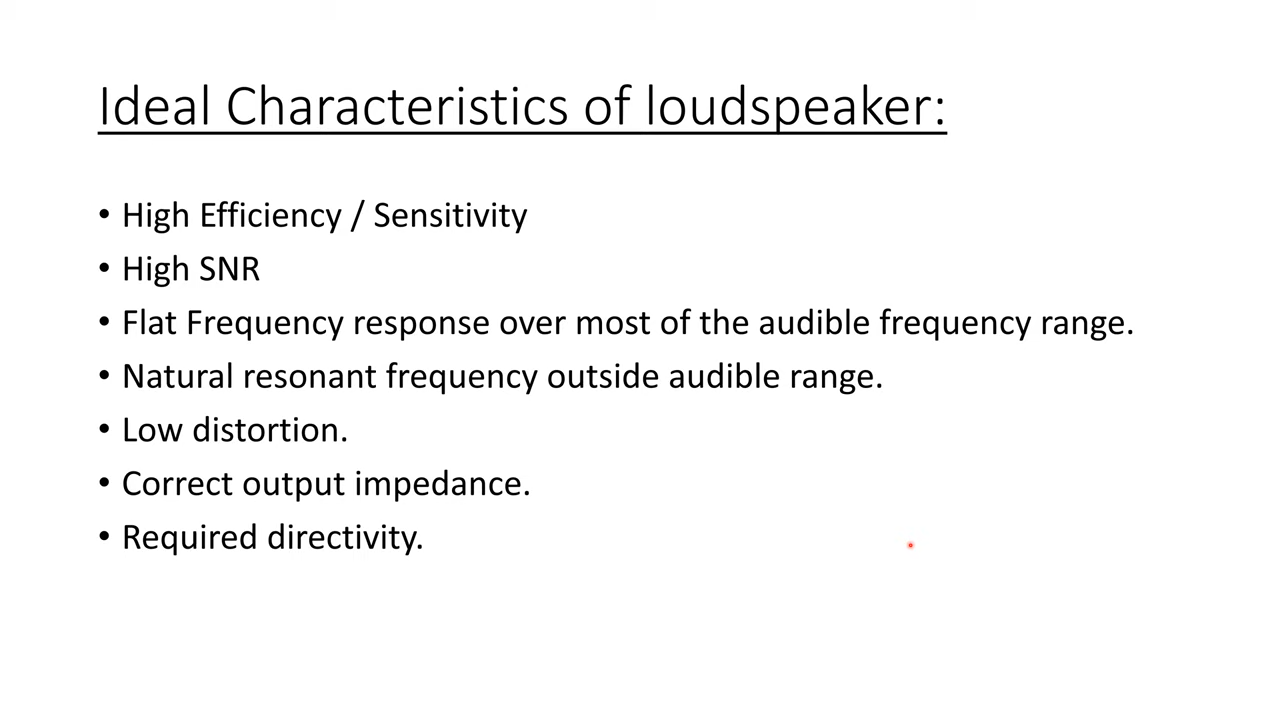 Ideal Characteristics of loudspeaker:
• High Efficiency / Sensitivity
• High SNR
• Flat Frequency response over most of the audible frequency range.
• Natural resonant frequency outside audible range.
• Low distortion.
• Correct output impedance.
• Required directivity.